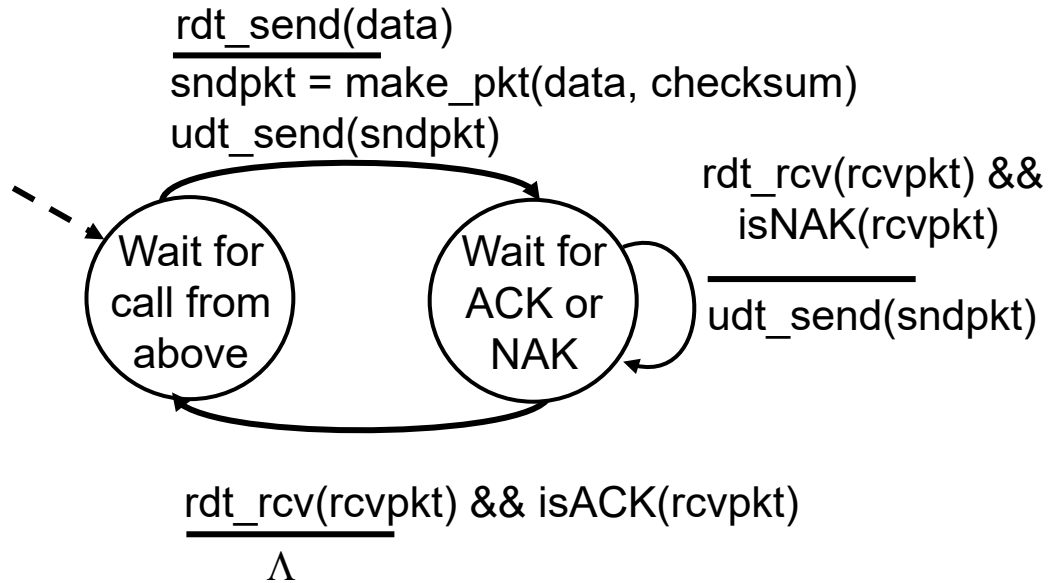 rdt_send(data)
sndpkt = make_pkt(data, checksum)
udt_send(sndpkt)
rdt_rcv(rcvpkt) &&
isNAK(rcvpkt)
udt_send(sndpkt)
Wait for
call from
above
Wait for
ACK or
NAK
rdt_rcv(rcvpkt) && isACK(rcvpkt)
Λ